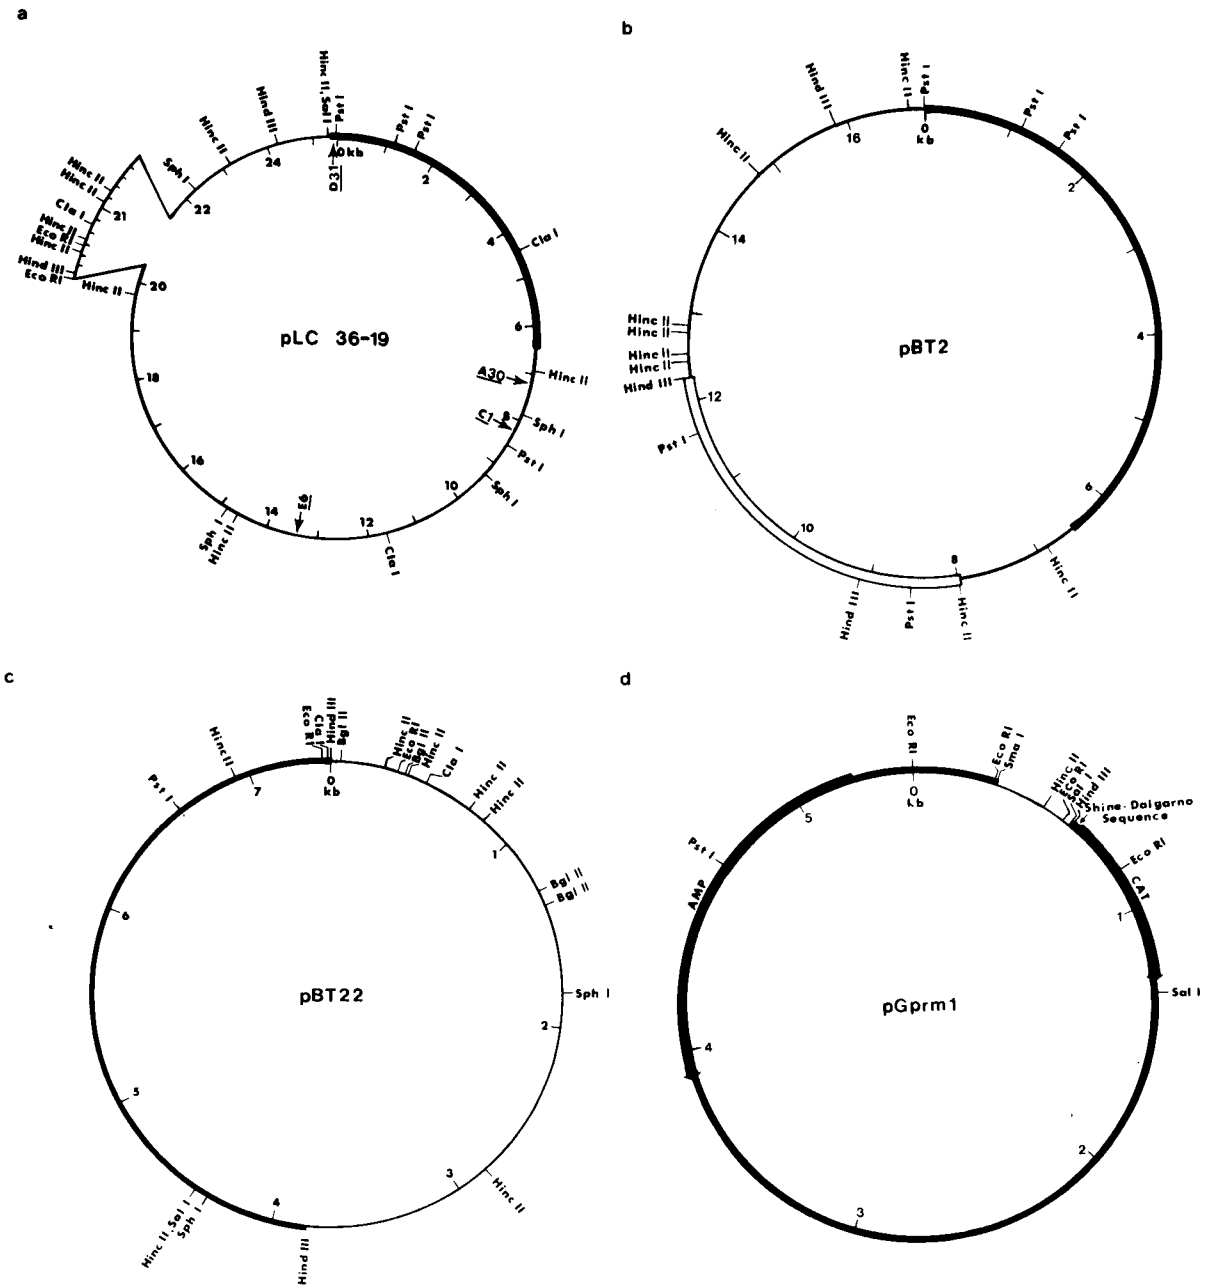 a
Hinc II, Sal I
Pst I
Pst I
Pst I
Hind III
Hinc II
Sph I
Hinc II
Hinc II
Cla I
Hinc II
Eco RI
Hinc II
Hind III
Eco RI
Hinc II
0kb
D31
2
4
Cla I
6
Hinc II
A30
C1
8
Sph I
Pst I
Sph I
10
12
Cla I
E6
14
Hinc II
Sph I
16
18
20
21
22
24
pLC 36-19
b
Hinc II
Pst I
Pst I
Pst I
Hind III
16
0
kb
2
Hinc II
14
4
Hinc II
Hinc II
Hinc II
Hinc II
Hind III
12
Pst I
6
10
8
Hinc II
Hinc II
Pst I
Hind III
pBT2
c
Eco RI
Cla I
Hind III
Bgl II
Hinc II
Eco RI
Bgl II
Hinc II
Cla I
Hinc II
Hinc II
Hinc II
Pst I
7
0
kb
1
Bgl II
Bgl II
6
Sph I
2
5
3
Hinc II
4
Hinc II, Sal I
Sph I
Hind III
pBT22
d
Eco RI
Eco RI
Sma I
Hinc II
Eco RI
Sal I
Hind III
Shine-Dalgarno
Sequence
0
kb
5
Pst I
AMP
Eco RI
CAT
1
Sal I
4
2
3
pGprm1